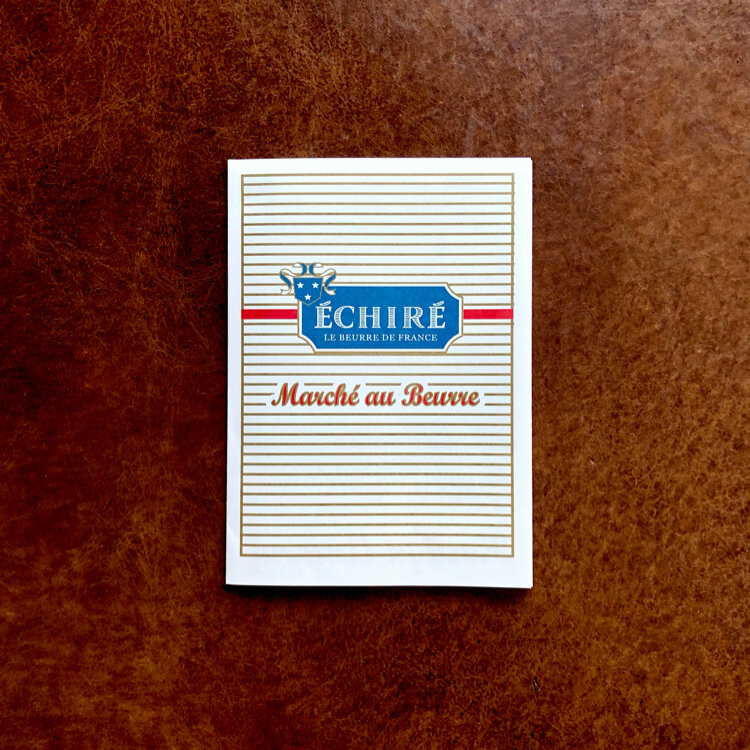 ÉCHIRÉ
LE BEURRE DE FRANCE
Marché au Beurre